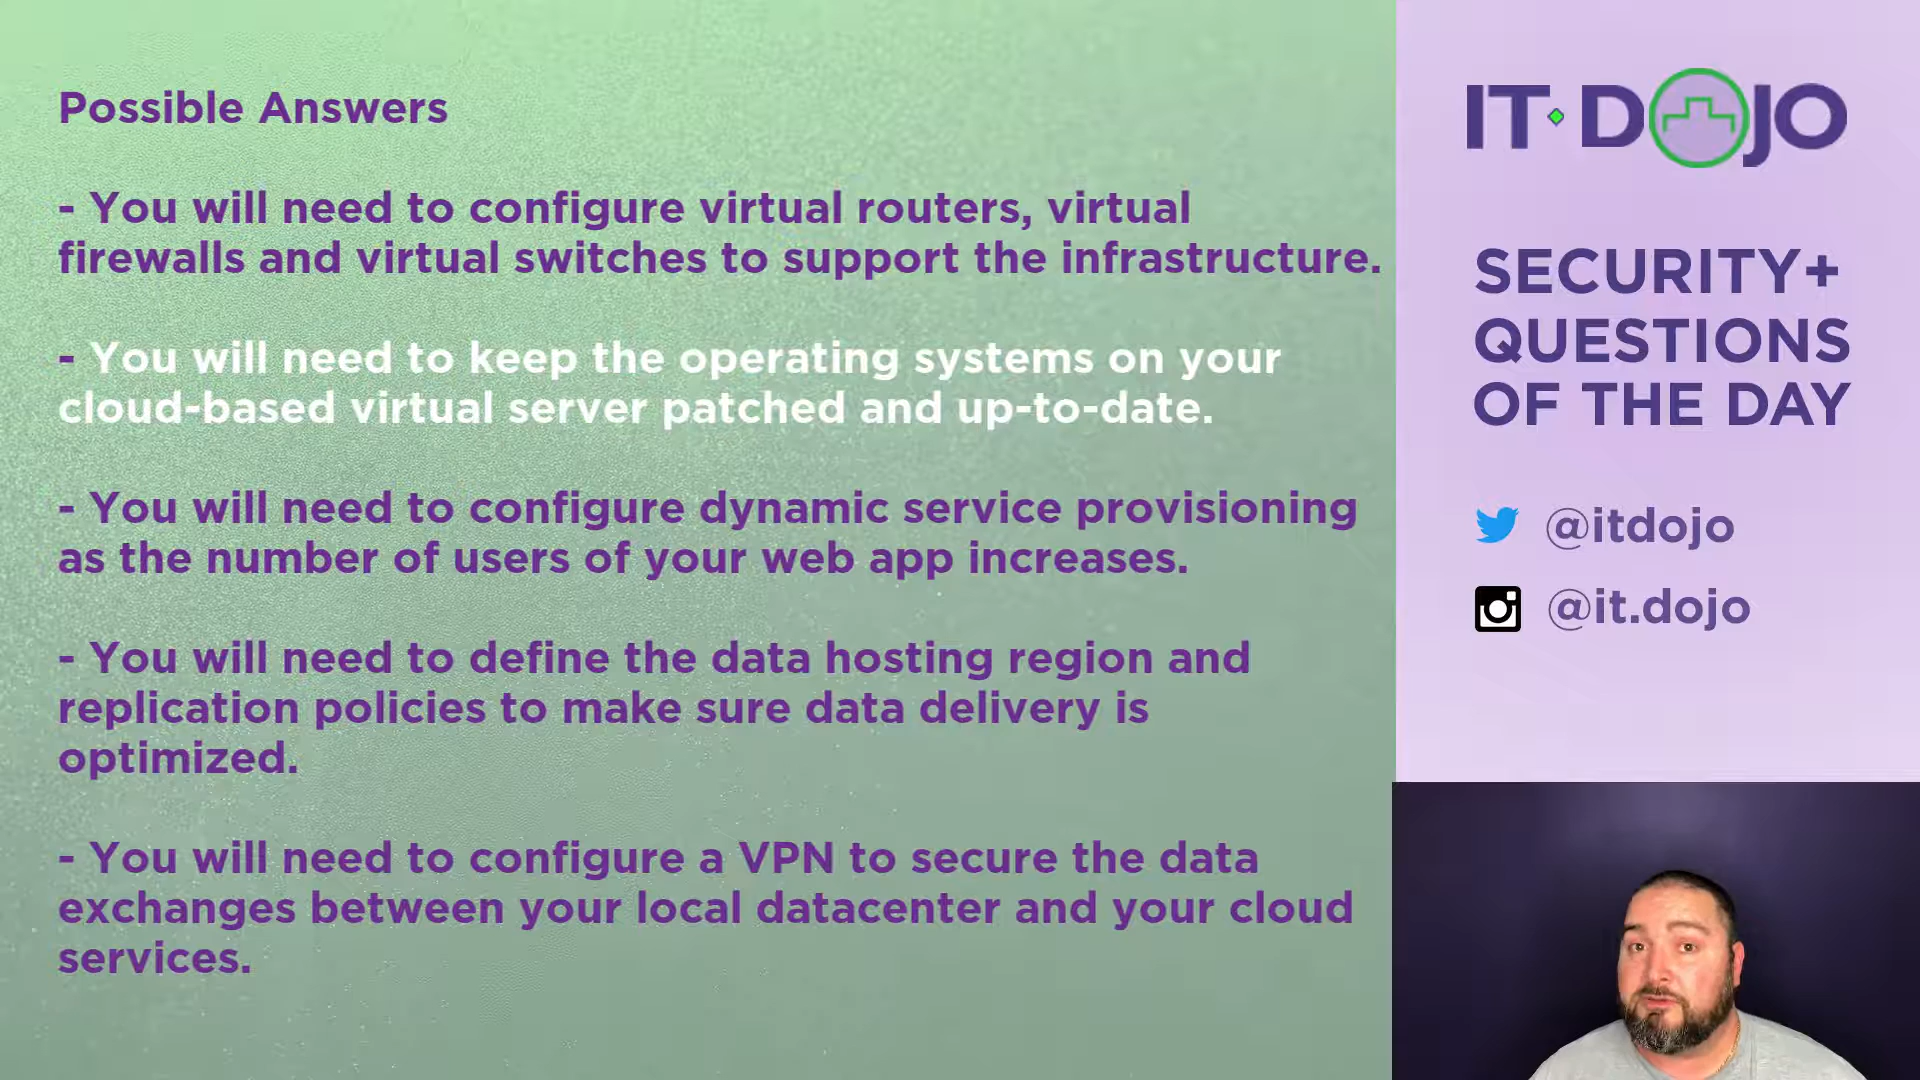 Possible Answers
- You will need to configure virtual routers, virtual
firewalls and virtual switches to support the infrastructure.
- You will need to keep the operating systems on your
cloud-based virtual server patched and up-to-date.
- You will need to configure dynamic service provisioning
as the number of users of your web app increases.
- You will need to define the data hosting region and
replication policies to make sure data delivery is
optimized.
- You will need to configure a VPN to secure the data
exchanges between your local datacenter and your cloud
services.
IT DOJO
SECURITY+
QUESTIONS
OF THE DAY
@itdojo
@it.dojo